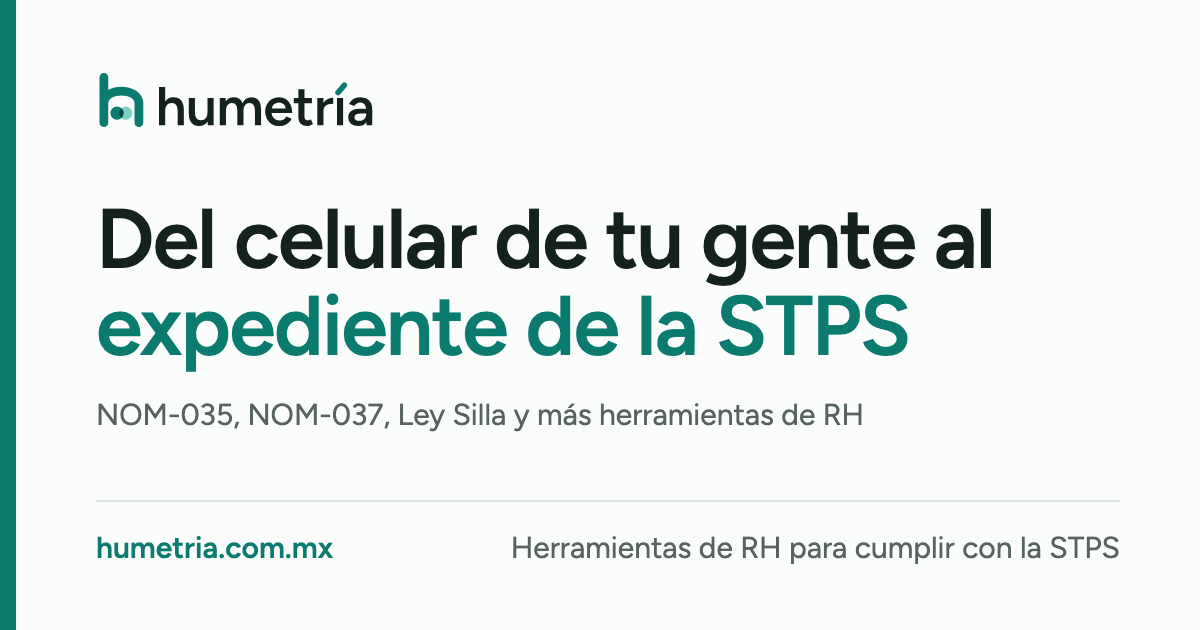 humetría
Del celular de tu gente al
expediente de la STPS
NOM-035, NOM-037, Ley Silla y más herramientas de RH
humetria.com.mx
Herramientas de RH para cumplir con la STPS